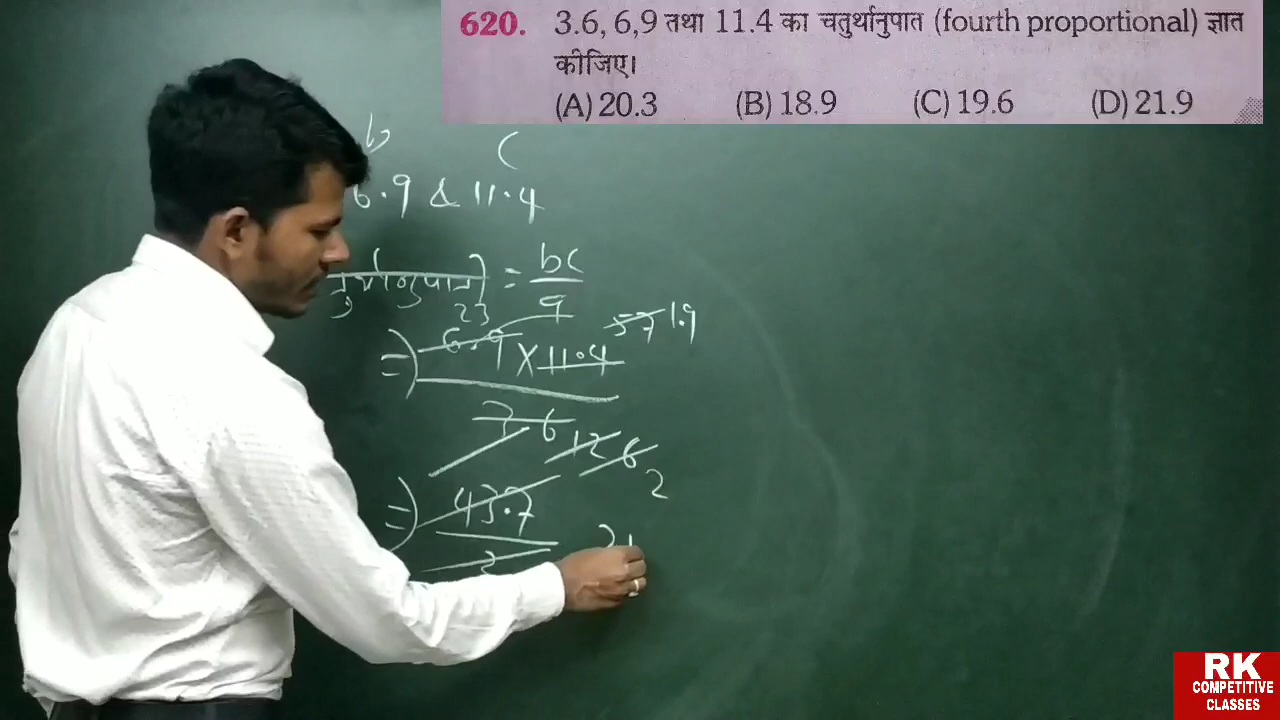 620. 3.6, 6,9 तथा 11.4 का चतुर्थानुपात (fourth proportional) ज्ञात
कीजिए।
(A) 20.3 (B) 18.9 (C) 19.6 (D) 21.9
b c
6.9 & 11.4
= bc
a
23
57 1.9
⇒ 6.9 × 11.4
3 6
12 6
2
⇒ 43.7
2
RK
COMPETITIVE
CLASSES